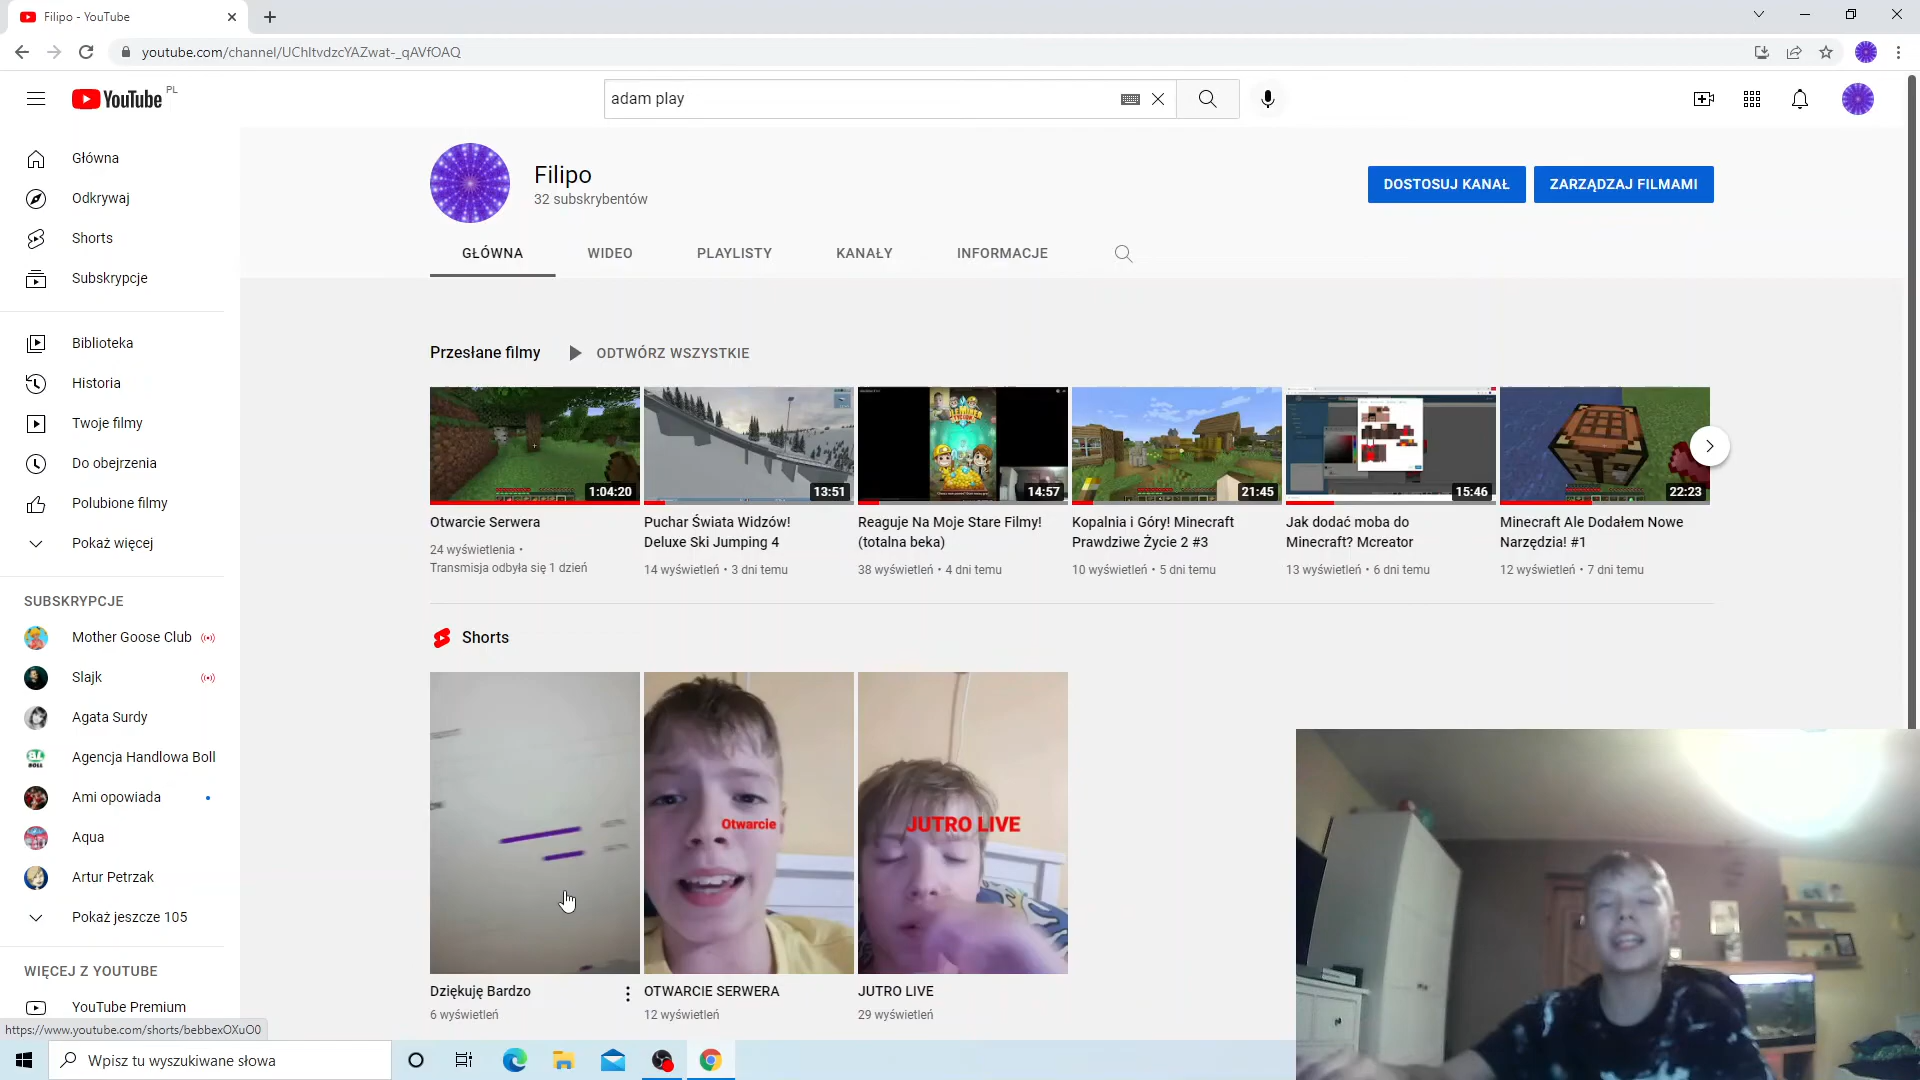 Filipo - YouTube
youtube.com/channel/UChItvdzcYAZwat-_qAVfOAQ
YouTube PL
adam play
Główna
Odkrywaj
Shorts
Subskrypcje
Biblioteka
Historia
Twoje filmy
Do obejrzenia
Polubione filmy
Pokaż więcej
SUBSKRYPCJE
Mother Goose Club
Slajk
Agata Surdy
Agencja Handlowa Boll
Ami opowiada
Aqua
Artur Petrzak
Pokaż jeszcze 105
WIĘCEJ Z YOUTUBE
YouTube Premium
https://www.youtube.com/shorts/bebbexOXuO0
Filipo
32 subskrybentów
DOSTOSUJ KANAŁ
ZARZĄDZAJ FILMAMI
GŁÓWNA
WIDEO
PLAYLISTY
KANAŁY
INFORMACJE
Przesłane filmy
ODTWÓRZ WSZYSTKIE
1:04:20
Otwarcie Serwera
24 wyświetlenia •
Transmisja odbyła się 1 dzień
13:51
Puchar Świata Widzów!
Deluxe Ski Jumping 4
14 wyświetleń • 3 dni temu
14:57
Reaguje Na Moje Stare Filmy!
(totalna beka)
38 wyświetleń • 4 dni temu
21:45
Kopalnia i Góry! Minecraft
Prawdziwe Życie 2 #3
10 wyświetleń • 5 dni temu
15:46
Jak dodać moba do
Minecraft? Mcreator
13 wyświetleń • 6 dni temu
22:23
Minecraft Ale Dodałem Nowe
Narzędzia! #1
12 wyświetleń • 7 dni temu
Shorts
Dziękuję Bardzo
6 wyświetleń
Otwarcie
OTWARCIE SERWERA
12 wyświetleń
JUTRO LIVE
JUTRO LIVE
29 wyświetleń
Wpisz tu wyszukiwane słowa